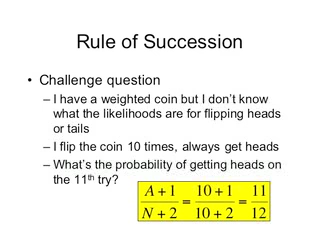 Rule of Succession
• Challenge question
– I have a weighted coin but I don't know
what the likelihoods are for flipping heads
or tails
– I flip the coin 10 times, always get heads
– What's the probability of getting heads on
the 11th try?
A + 1 / N + 2 = 10 + 1 / 10 + 2 = 11 / 12